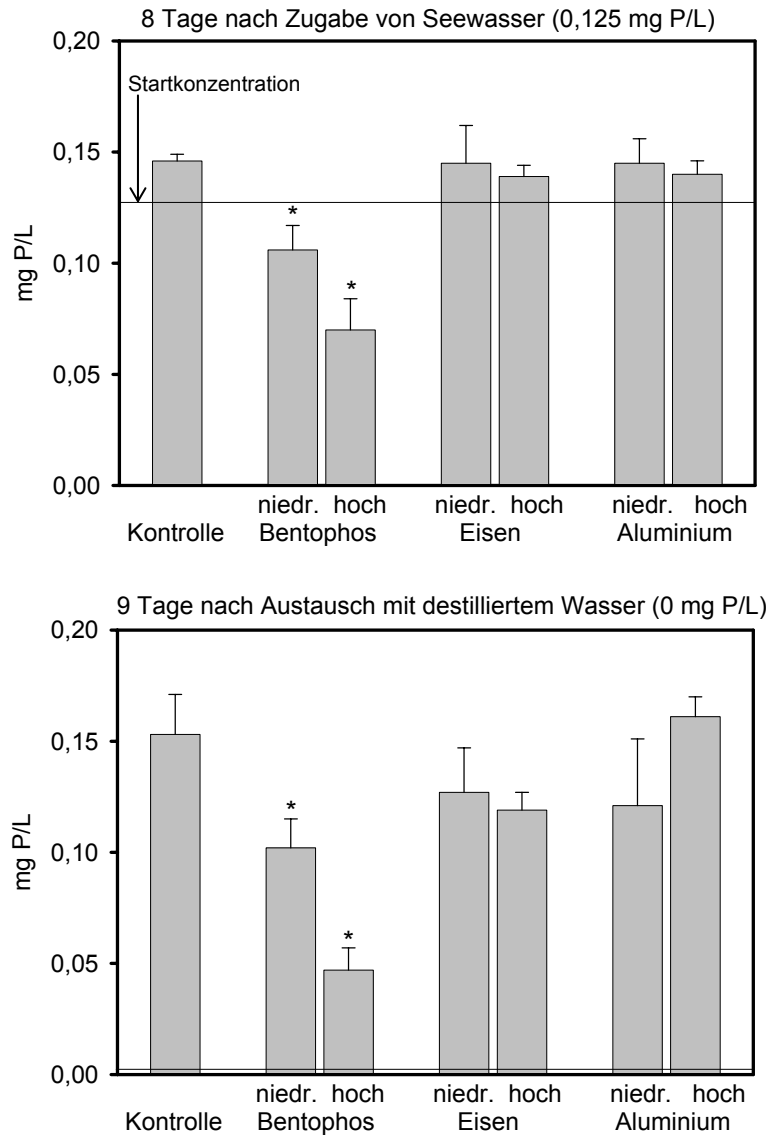 8 Tage nach Zugabe von Seewasser (0,125 mg P/L)
0,20
Startkonzentration
0,15
*
*
mg P/L
0,10
0,05
0,00
niedr. hoch niedr. hoch niedr. hoch
Kontrolle Bentophos Eisen Aluminium
9 Tage nach Austausch mit destilliertem Wasser (0 mg P/L)
0,20
0,15
*
mg P/L
0,10
*
0,05
0,00
niedr. hoch niedr. hoch niedr. hoch
Kontrolle Bentophos Eisen Aluminium